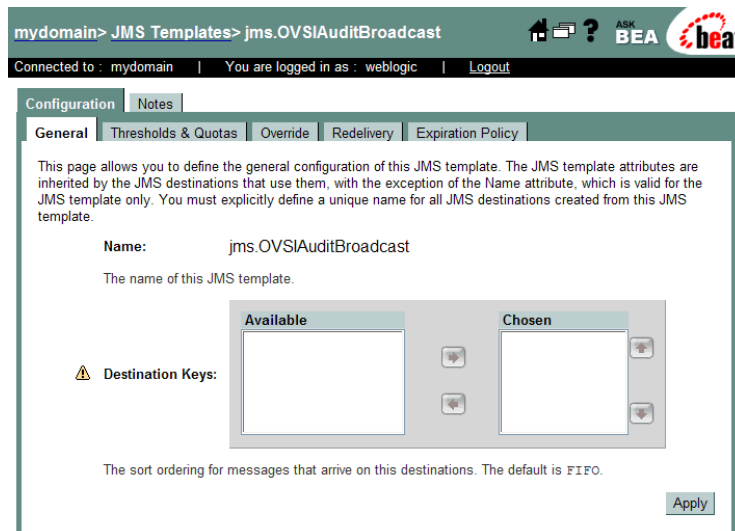 mydomain> JMS Templates> jms.OVSIAuditBroadcast
? ASK BEA bea
Connected to : mydomain | You are logged in as : weblogic | Logout
Configuration Notes
General Thresholds & Quotas Override Redelivery Expiration Policy
This page allows you to define the general configuration of this JMS template. The JMS template attributes are
inherited by the JMS destinations that use them, with the exception of the Name attribute, which is valid for the
JMS template only. You must explicitly define a unique name for all JMS destinations created from this JMS
template.
Name: jms.OVSIAuditBroadcast
The name of this JMS template.
Available Chosen
Destination Keys:
The sort ordering for messages that arrive on this destinations. The default is FIFO.
Apply